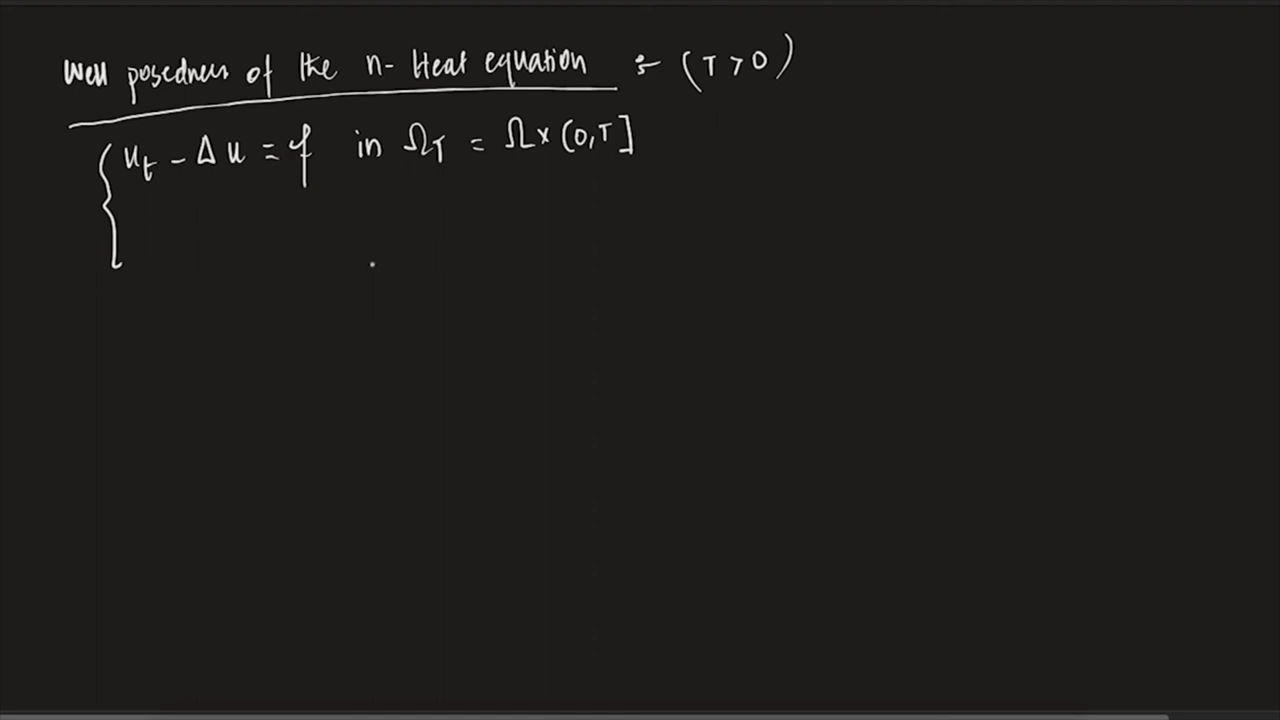 Well posedness of the n- Heat equation :- (T > 0)
{ u_t - Δu = f in Ω_T = Ω × (0,T]